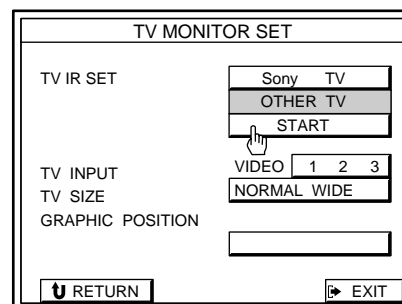 TV MONITOR SET
TV IR SET
Sony TV
OTHER TV
START
TV INPUT
VIDEO 1 2 3
TV SIZE
NORMAL WIDE
GRAPHIC POSITION
RETURN
EXIT